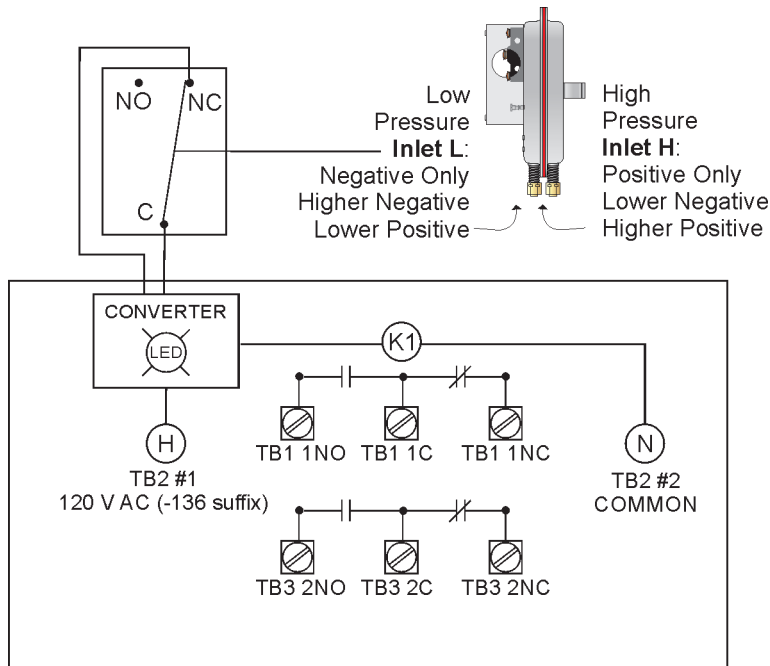 NO
NC
C
Low
Pressure
Inlet L:
Negative Only
Higher Negative
Lower Positive
High
Pressure
Inlet H:
Positive Only
Lower Negative
Higher Positive
CONVERTER
LED
K1
H
TB2 #1
120 V AC (-136 suffix)
TB1 1NO
TB1 1C
TB1 1NC
N
TB2 #2
COMMON
TB3 2NO
TB3 2C
TB3 2NC